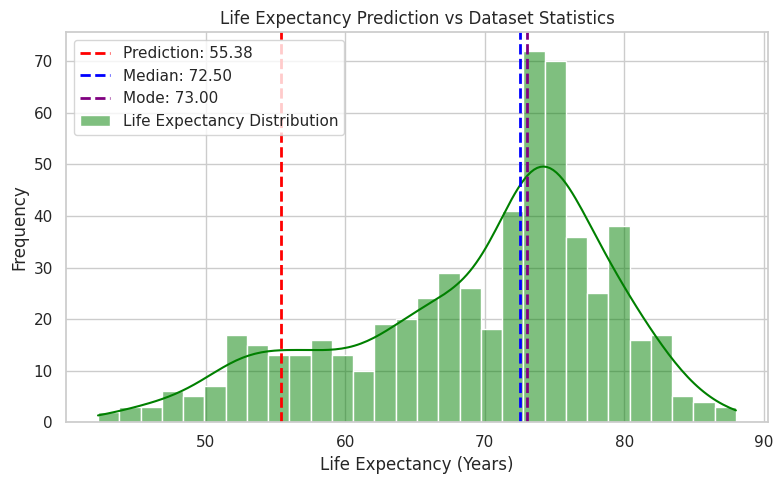 Life Expectancy Prediction vs Dataset Statistics
Prediction: 55.38
Median: 72.50
Mode: 73.00
Life Expectancy Distribution
Frequency
70
60
50
40
30
20
10
0
50 60 70 80 90
Life Expectancy (Years)